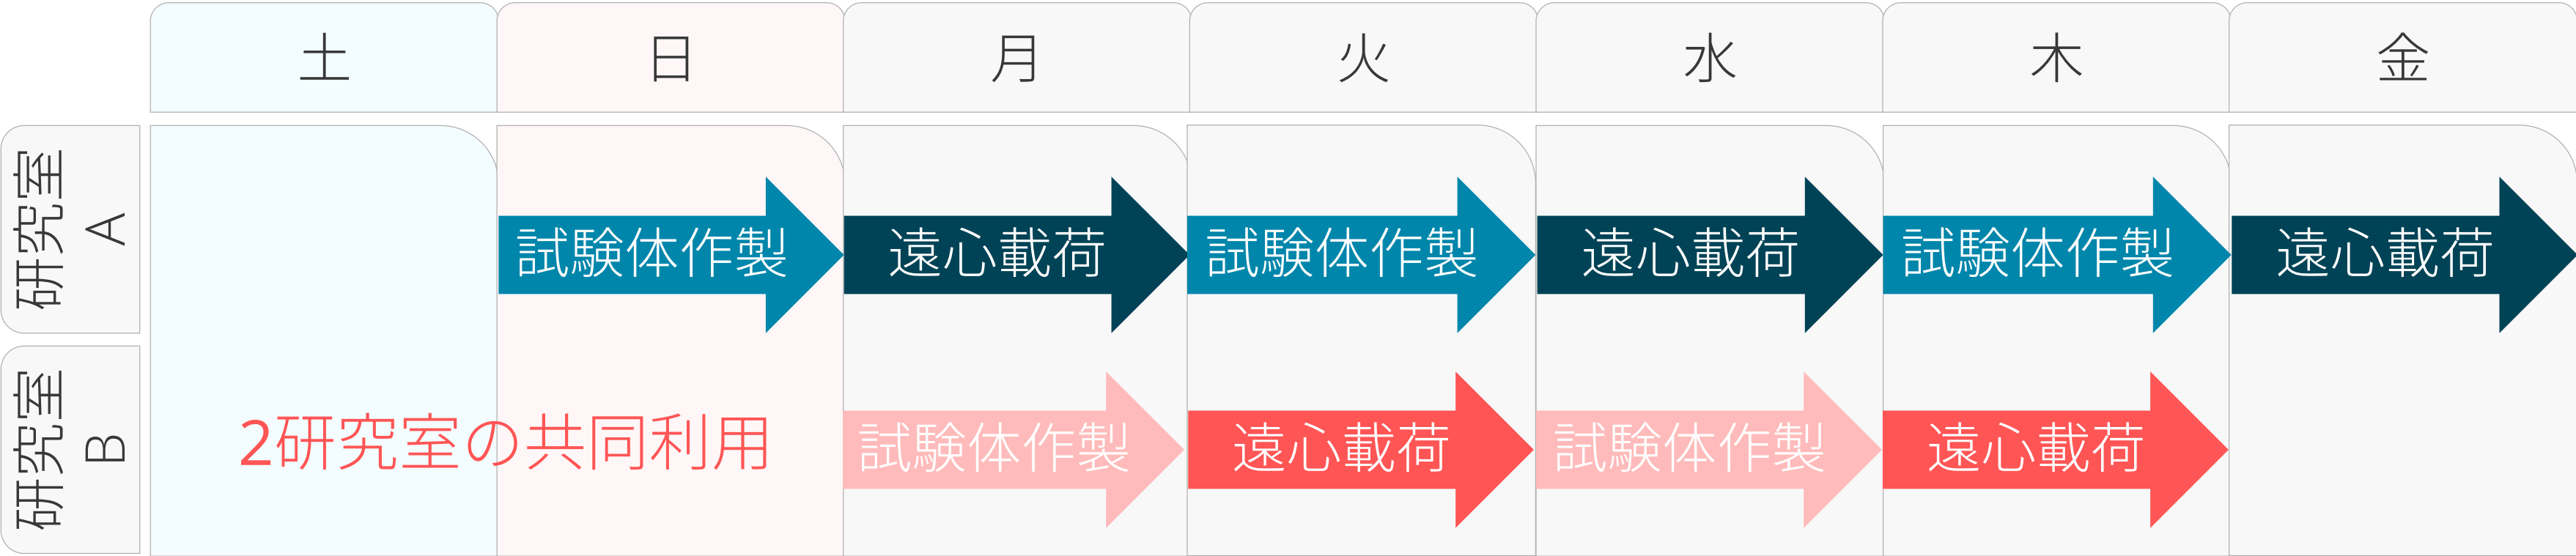 土 日 月 火 水 木 金
研究室
A
試験体作製 遠心載荷 試験体作製 遠心載荷 試験体作製 遠心載荷
研究室
B
2研究室の共同利用
試験体作製 遠心載荷 試験体作製 遠心載荷